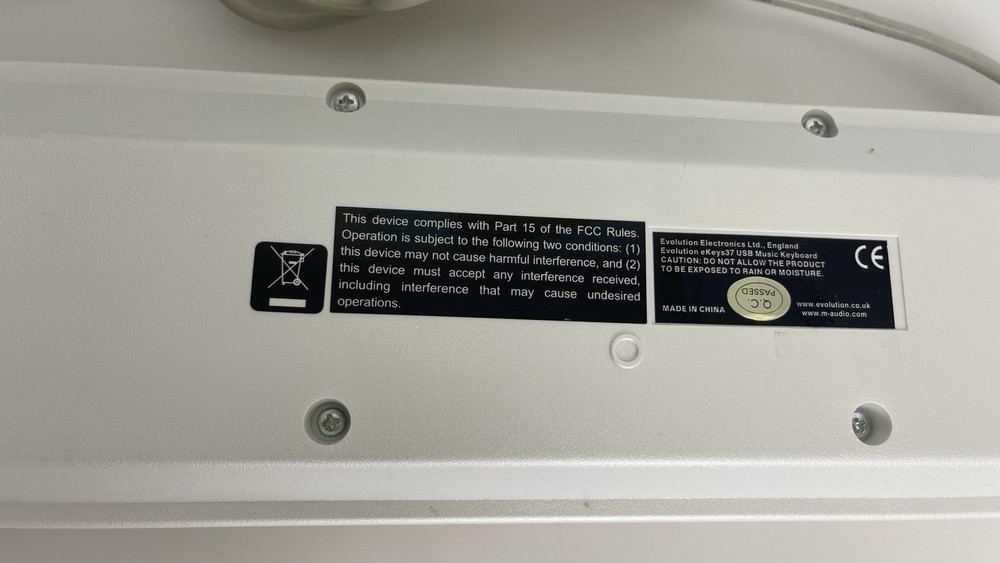 This device complies with Part 15 of the FCC Rules.
Operation is subject to the following two conditions: (1)
this device may not cause harmful interference, and (2)
this device must accept any interference received,
including interference that may cause undesired
operations.
Evolution Electronics Ltd., England
Evolution eKeys37 USB Music Keyboard
CAUTION: DO NOT ALLOW THE PRODUCT
TO BE EXPOSED TO RAIN OR MOISTURE.
CE
MADE IN CHINA
Q.C.
PASSED
www.evolution.co.uk
www.m-audio.com